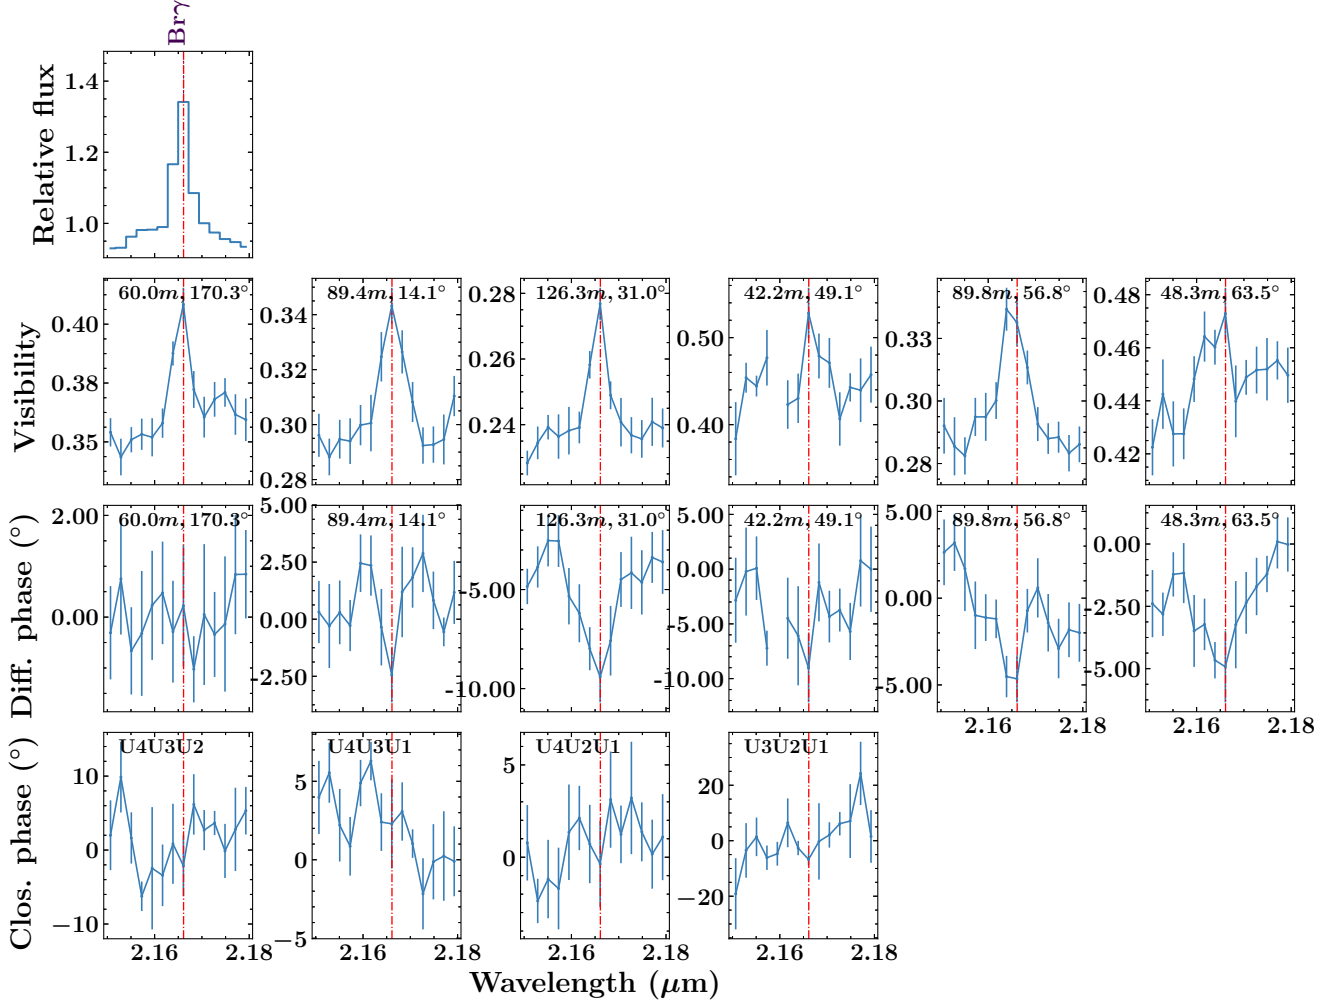 Brγ
Relative flux
1.4
1.2
1.0
Visibility
60.0m, 170.3°
0.40
0.38
0.35
89.4m, 14.1°
0.34
0.32
0.30
0.28
126.3m, 31.0°
0.28
0.26
0.24
42.2m, 49.1°
0.50
0.40
89.8m, 56.8°
0.33
0.30
0.28
48.3m, 63.5°
0.48
0.46
0.44
0.42
Diff. phase (°)
60.0m, 170.3°
2.00
0.00
89.4m, 14.1°
5.00
2.50
0.00
-2.50
126.3m, 31.0°
-5.00
-10.00
42.2m, 49.1°
5.00
0.00
-5.00
-10.00
89.8m, 56.8°
5.00
0.00
-5.00
48.3m, 63.5°
0.00
-2.50
-5.00
2.16 2.18
2.16 2.18
Clos. phase (°)
U4U3U2
10
0
−10
U4U3U1
5
0
−5
U4U2U1
5
0
U3U2U1
20
0
−20
2.16 2.18
2.16 2.18
2.16 2.18
2.16 2.18
Wavelength (μm)